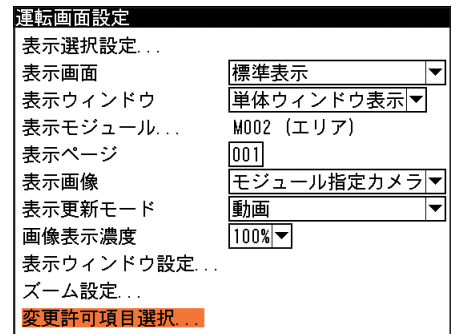 運転画面設定
表示選択設定...
表示画面 標準表示
表示ウィンドウ 単体ウィンドウ表示
表示モジュール... M002 (エリア)
表示ページ 001
表示画像 モジュール指定カメラ
表示更新モード 動画
画像表示濃度 100%
表示ウィンドウ設定...
ズーム設定...
変更許可項目選択...